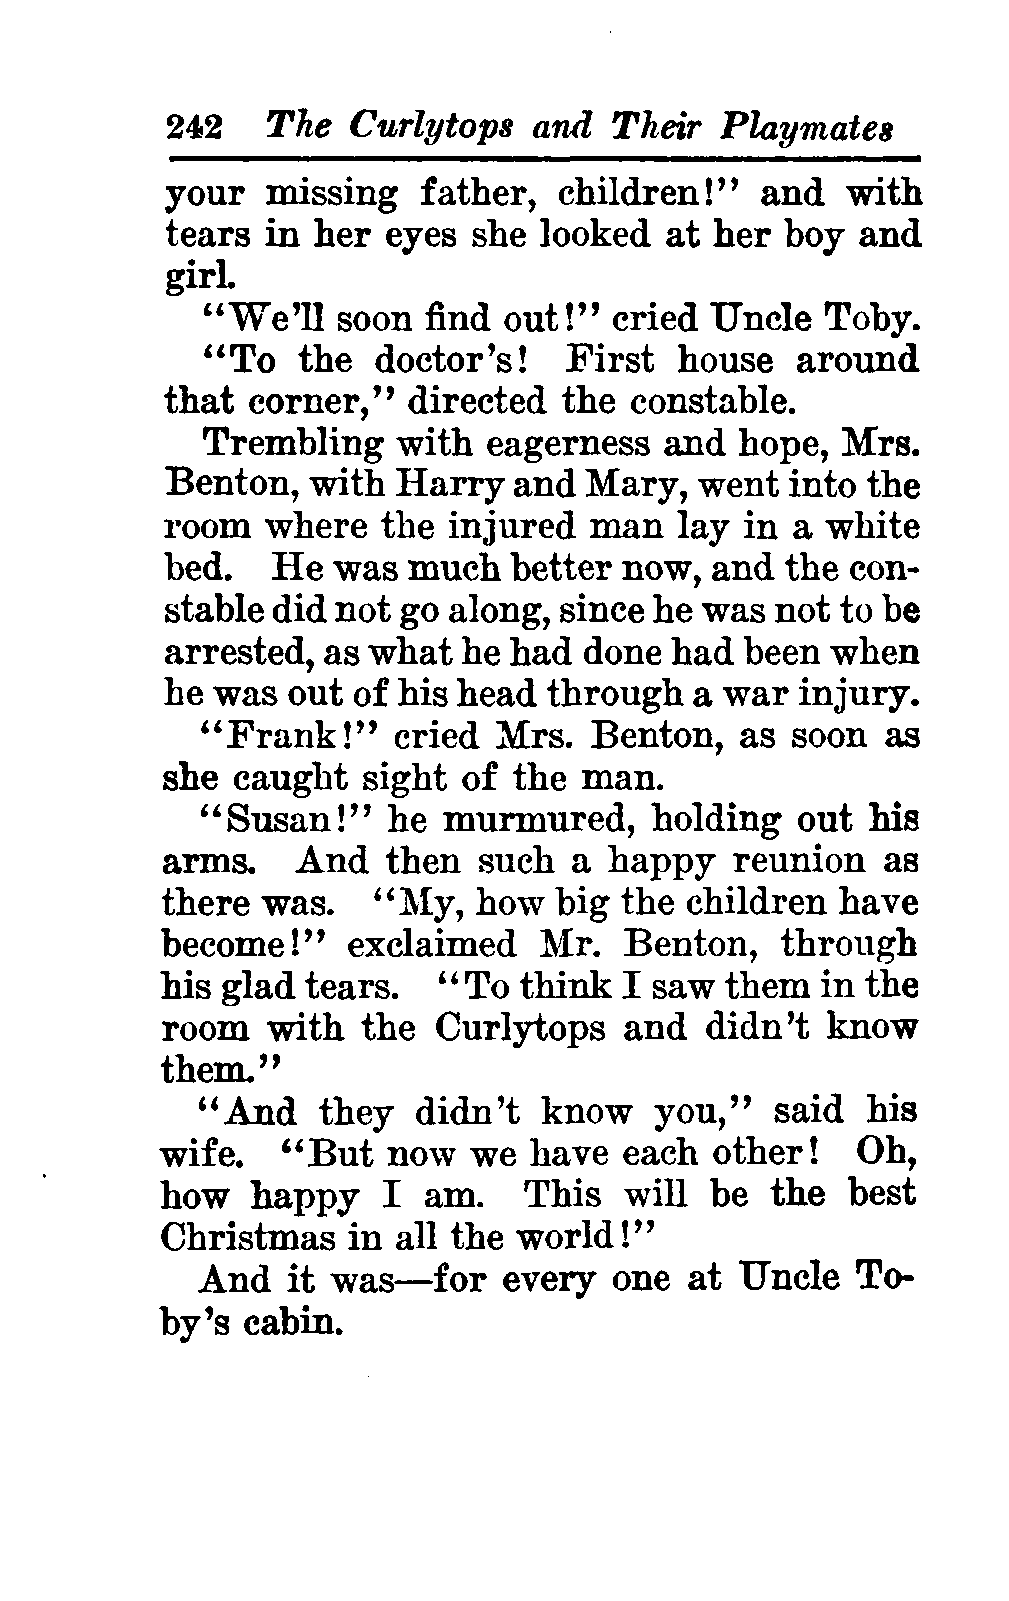 242 The Curlytops and Their Playmates
your missing father, children!" and with
tears in her eyes she looked at her boy and
girl.
"We'll soon find out!" cried Uncle Toby.
"To the doctor's! First house around
that corner," directed the constable.
Trembling with eagerness and hope, Mrs.
Benton, with Harry and Mary, went into the
room where the injured man lay in a white
bed. He was much better now, and the con-
stable did not go along, since he was not to be
arrested, as what he had done had been when
he was out of his head through a war injury.
"Frank!" cried Mrs. Benton, as soon as
she caught sight of the man.
"Susan!" he murmured, holding out his
arms. And then such a happy reunion as
there was. "My, how big the children have
become!" exclaimed Mr. Benton, through
his glad tears. "To think I saw them in the
room with the Curlytops and didn't know
them."
"And they didn't know you," said his
wife. "But now we have each other! Oh,
how happy I am. This will be the best
Christmas in all the world!"
And it was—for every one at Uncle To-
by's cabin.